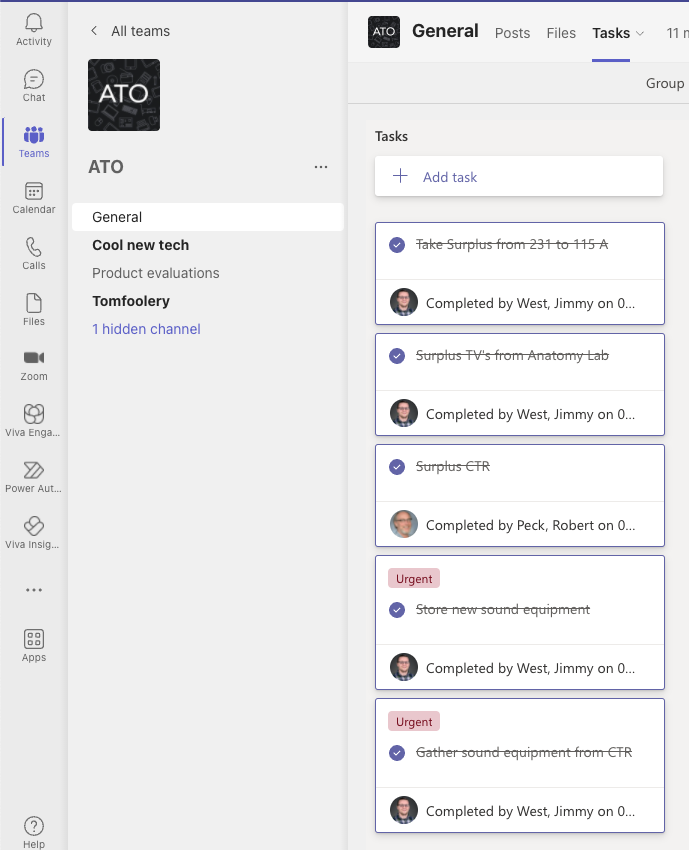 Activity
Chat
Teams
Calendar
Calls
Files
Zoom
Viva Enga...
Power Aut...
Viva Insig...
Apps
Help
All teams
ATO
ATO
General
Cool new tech
Product evaluations
Tomfoolery
1 hidden channel
ATO
General Posts Files Tasks 11 m
Group
Tasks
Add task
Take Surplus from 231 to 115 A
Completed by West, Jimmy on 0...
Surplus TV's from Anatomy Lab
Completed by West, Jimmy on 0...
Surplus CTR
Completed by Peck, Robert on 0...
Urgent
Store new sound equipment
Completed by West, Jimmy on 0...
Urgent
Gather sound equipment from CTR
Completed by West, Jimmy on 0...